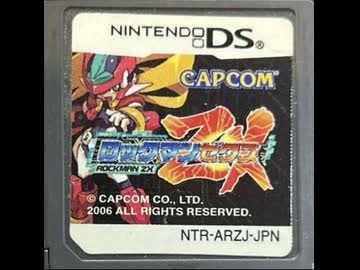 NINTENDO DS®
CAPCOM
ロックマンゼクス
ZX
ROCKMAN ZX
© CAPCOM CO., LTD.
2006 ALL RIGHTS RESERVED.
NTR-ARZJ-JPN